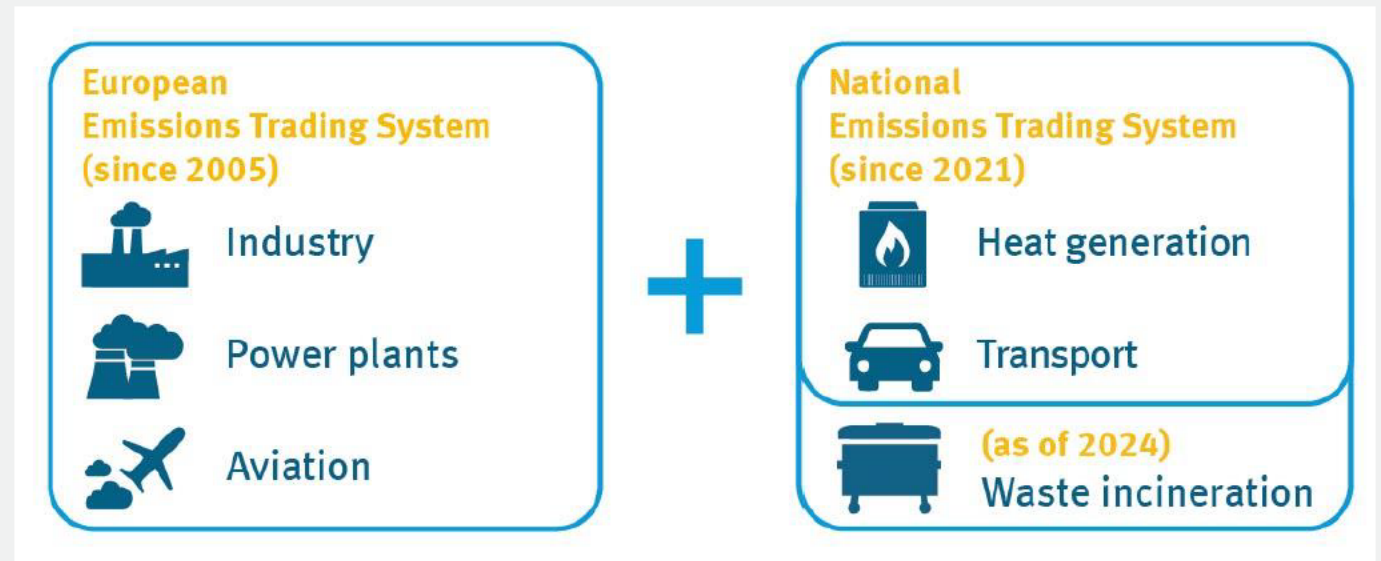 European
Emissions Trading System
(since 2005)
Industry
Power plants
Aviation
National
Emissions Trading System
(since 2021)
Heat generation
Transport
(as of 2024)
Waste incineration